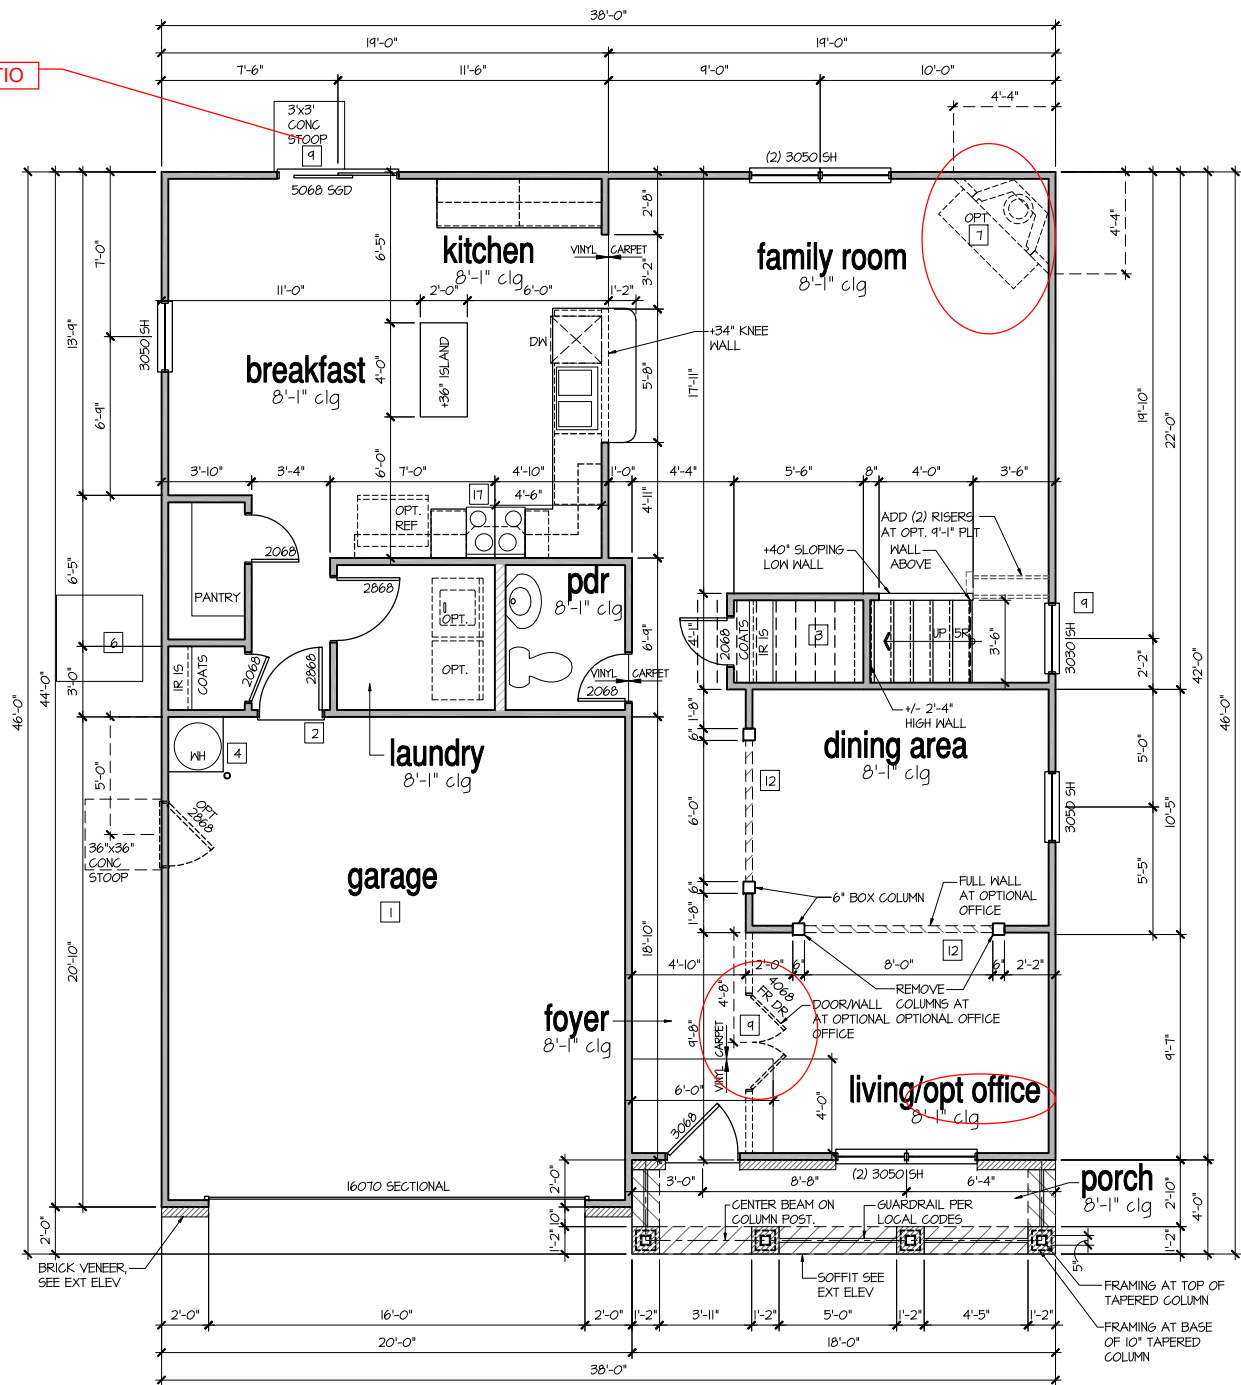 38'-0"
19'-0" 19'-0"
7'-6" 11'-6" 9'-0" 10'-0"
TIO
4'-4"
3'x3'
CONC
STOOP
9
(2) 3050 SH
5068 SGD
2'-8"
OPT
7
4'-4"
7'-0"
6'-5"
kitchen
8'-1" clg
VINYL CARPET
3'-2"
family room
8'-1" clg
11'-0" 2'-0" 6'-0" 1'-2"
13'-9"
3050 SH
DW
+34" KNEE
WALL
breakfast
8'-1" clg
4'-0"
+36" ISLAND
5'-8"
17'-11"
19'-10"
22'-0"
6'-9"
6'-0"
3'-10" 3'-4" 7'-0" 4'-10" 1'-0" 4'-4" 5'-6" 8" 4'-0" 3'-6"
17
4'-6"
4'-11"
OPT.
REF
ADD (2) RISERS
AT OPT. 9'-1" PLT
WALL
ABOVE
+40" SLOPING
LOW WALL
2068
6'-5"
PANTRY
2868
pdr
8'-1" clg
OPT.
OPT.
6'-9"
4'-1"
2068
COATS
1R 1S
3
UP 5R
3'-6"
9
3030 SH
2'-2"
6
3'-0"
1R 1S
COATS
2068
2868
VINYL CARPET
2068
46'-0"
44'-0"
42'-0"
46'-0"
1'-8"
+/- 2'-4"
HIGH WALL
2
WH
4
laundry
8'-1" clg
6"
dining area
8'-1" clg
12
5'-0"
5'-0"
OPT
2868
6'-0"
3050 SH
10'-5"
36"x36"
CONC
STOOP
garage
1
5'-5"
6"
1'-8"
6" BOX COLUMN
FULL WALL
AT OPTIONAL
OFFICE
20'-10"
18'-10"
12
4'-10" 2'-0" 6" 8'-0" 6" 2'-2"
4'-8"
4068
FR DR
REMOVE
COLUMNS AT
OPTIONAL OFFICE
DOOR/WALL
AT OPTIONAL
OFFICE
foyer
8'-1" clg
9
9'-8"
VINYL CARPET
9'-7"
6'-0"
4'-0"
living/opt office
8'-1" clg
3068
(2) 3050 SH
16070 SECTIONAL
2'-0"
3'-0" 8'-8" 6'-4"
porch
8'-1" clg
2'-10"
4'-0"
CENTER BEAM ON
COLUMN POST.
GUARDRAIL PER
LOCAL CODES
2'-0"
10"
1'-2"
1'-2"
5"
BRICK VENEER,
SEE EXT ELEV
SOFFIT SEE
EXT ELEV
FRAMING AT TOP OF
TAPERED COLUMN
2'-0" 16'-0" 2'-0" 1'-2" 3'-11" 1'-2" 5'-0" 1'-2" 4'-5" 1'-2"
FRAMING AT BASE
OF 10" TAPERED
COLUMN
20'-0" 18'-0"
38'-0"